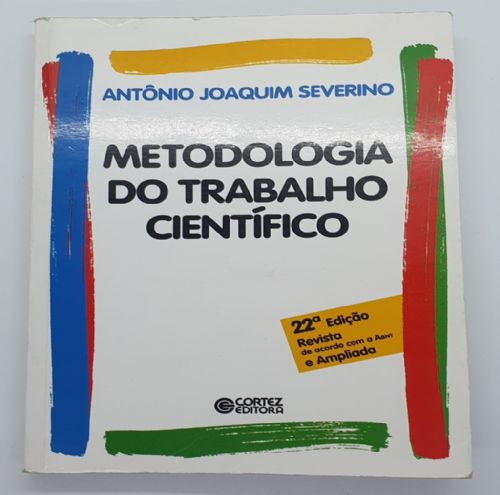 ANTÔNIO JOAQUIM SEVERINO
METODOLOGIA
DO TRABALHO
CIENTÍFICO
22ª Edição
Revista
de acordo com a ABNT
e Ampliada
CORTEZ
EDITORA